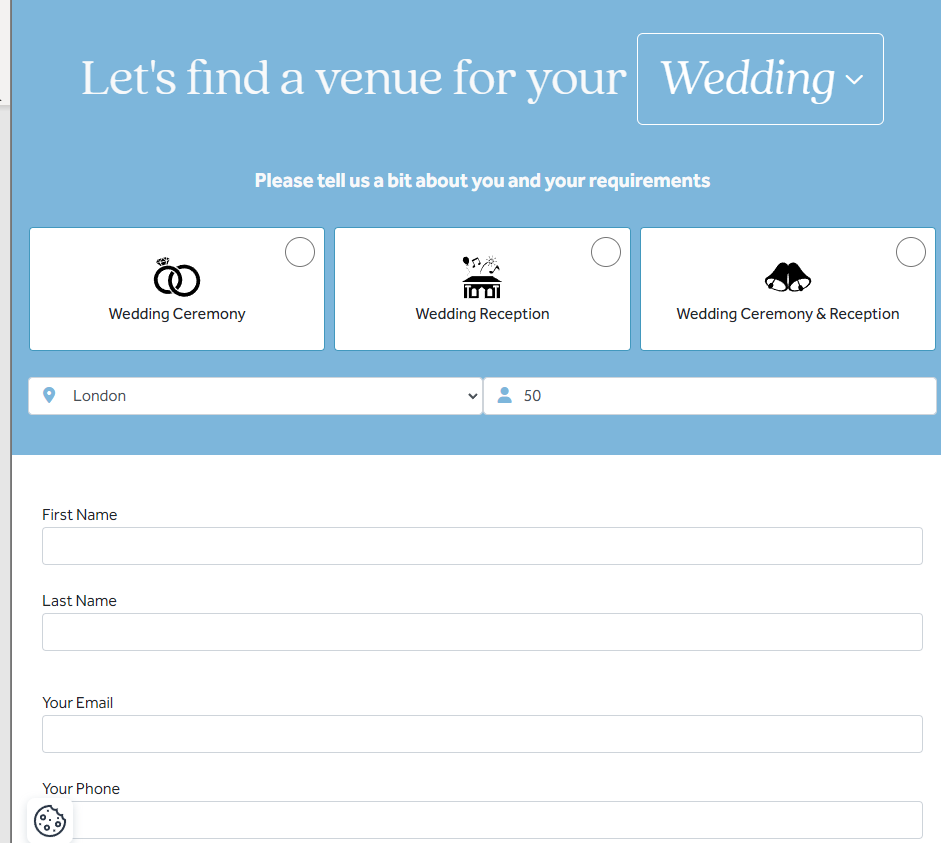 Let's find a venue for your Wedding
Please tell us a bit about you and your requirements
Wedding Ceremony
Wedding Reception
Wedding Ceremony & Reception
London
50
First Name
Last Name
Your Email
Your Phone